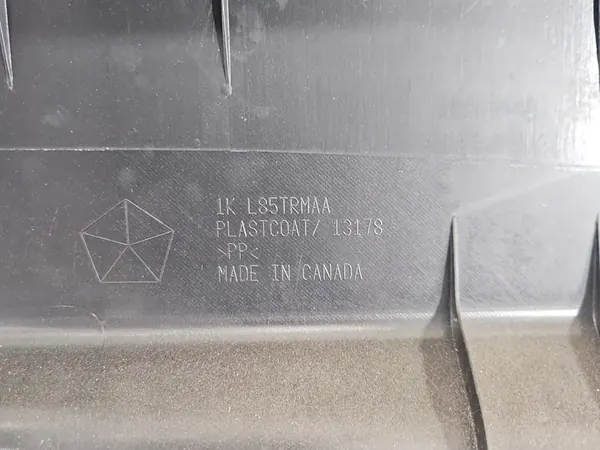 1K L85TRMAA
PLASTCOAT/ 13178
>PP<
MADE IN CANADA